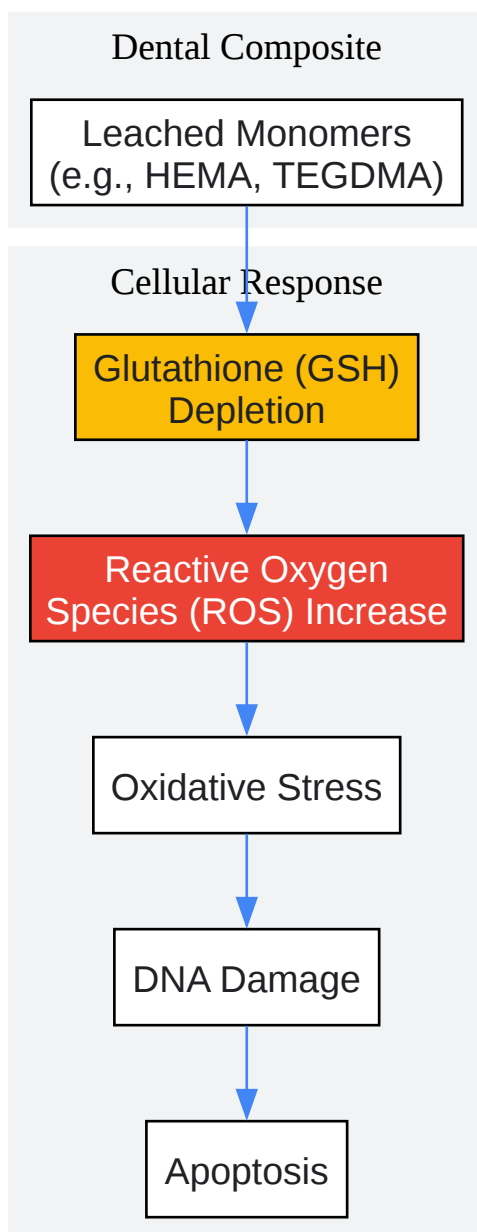 Dental Composite
Leached Monomers
(e.g., HEMA, TEGDMA)
Cellular Response
Glutathione (GSH)
Depletion
Reactive Oxygen
Species (ROS) Increase
Oxidative Stress
DNA Damage
Apoptosis